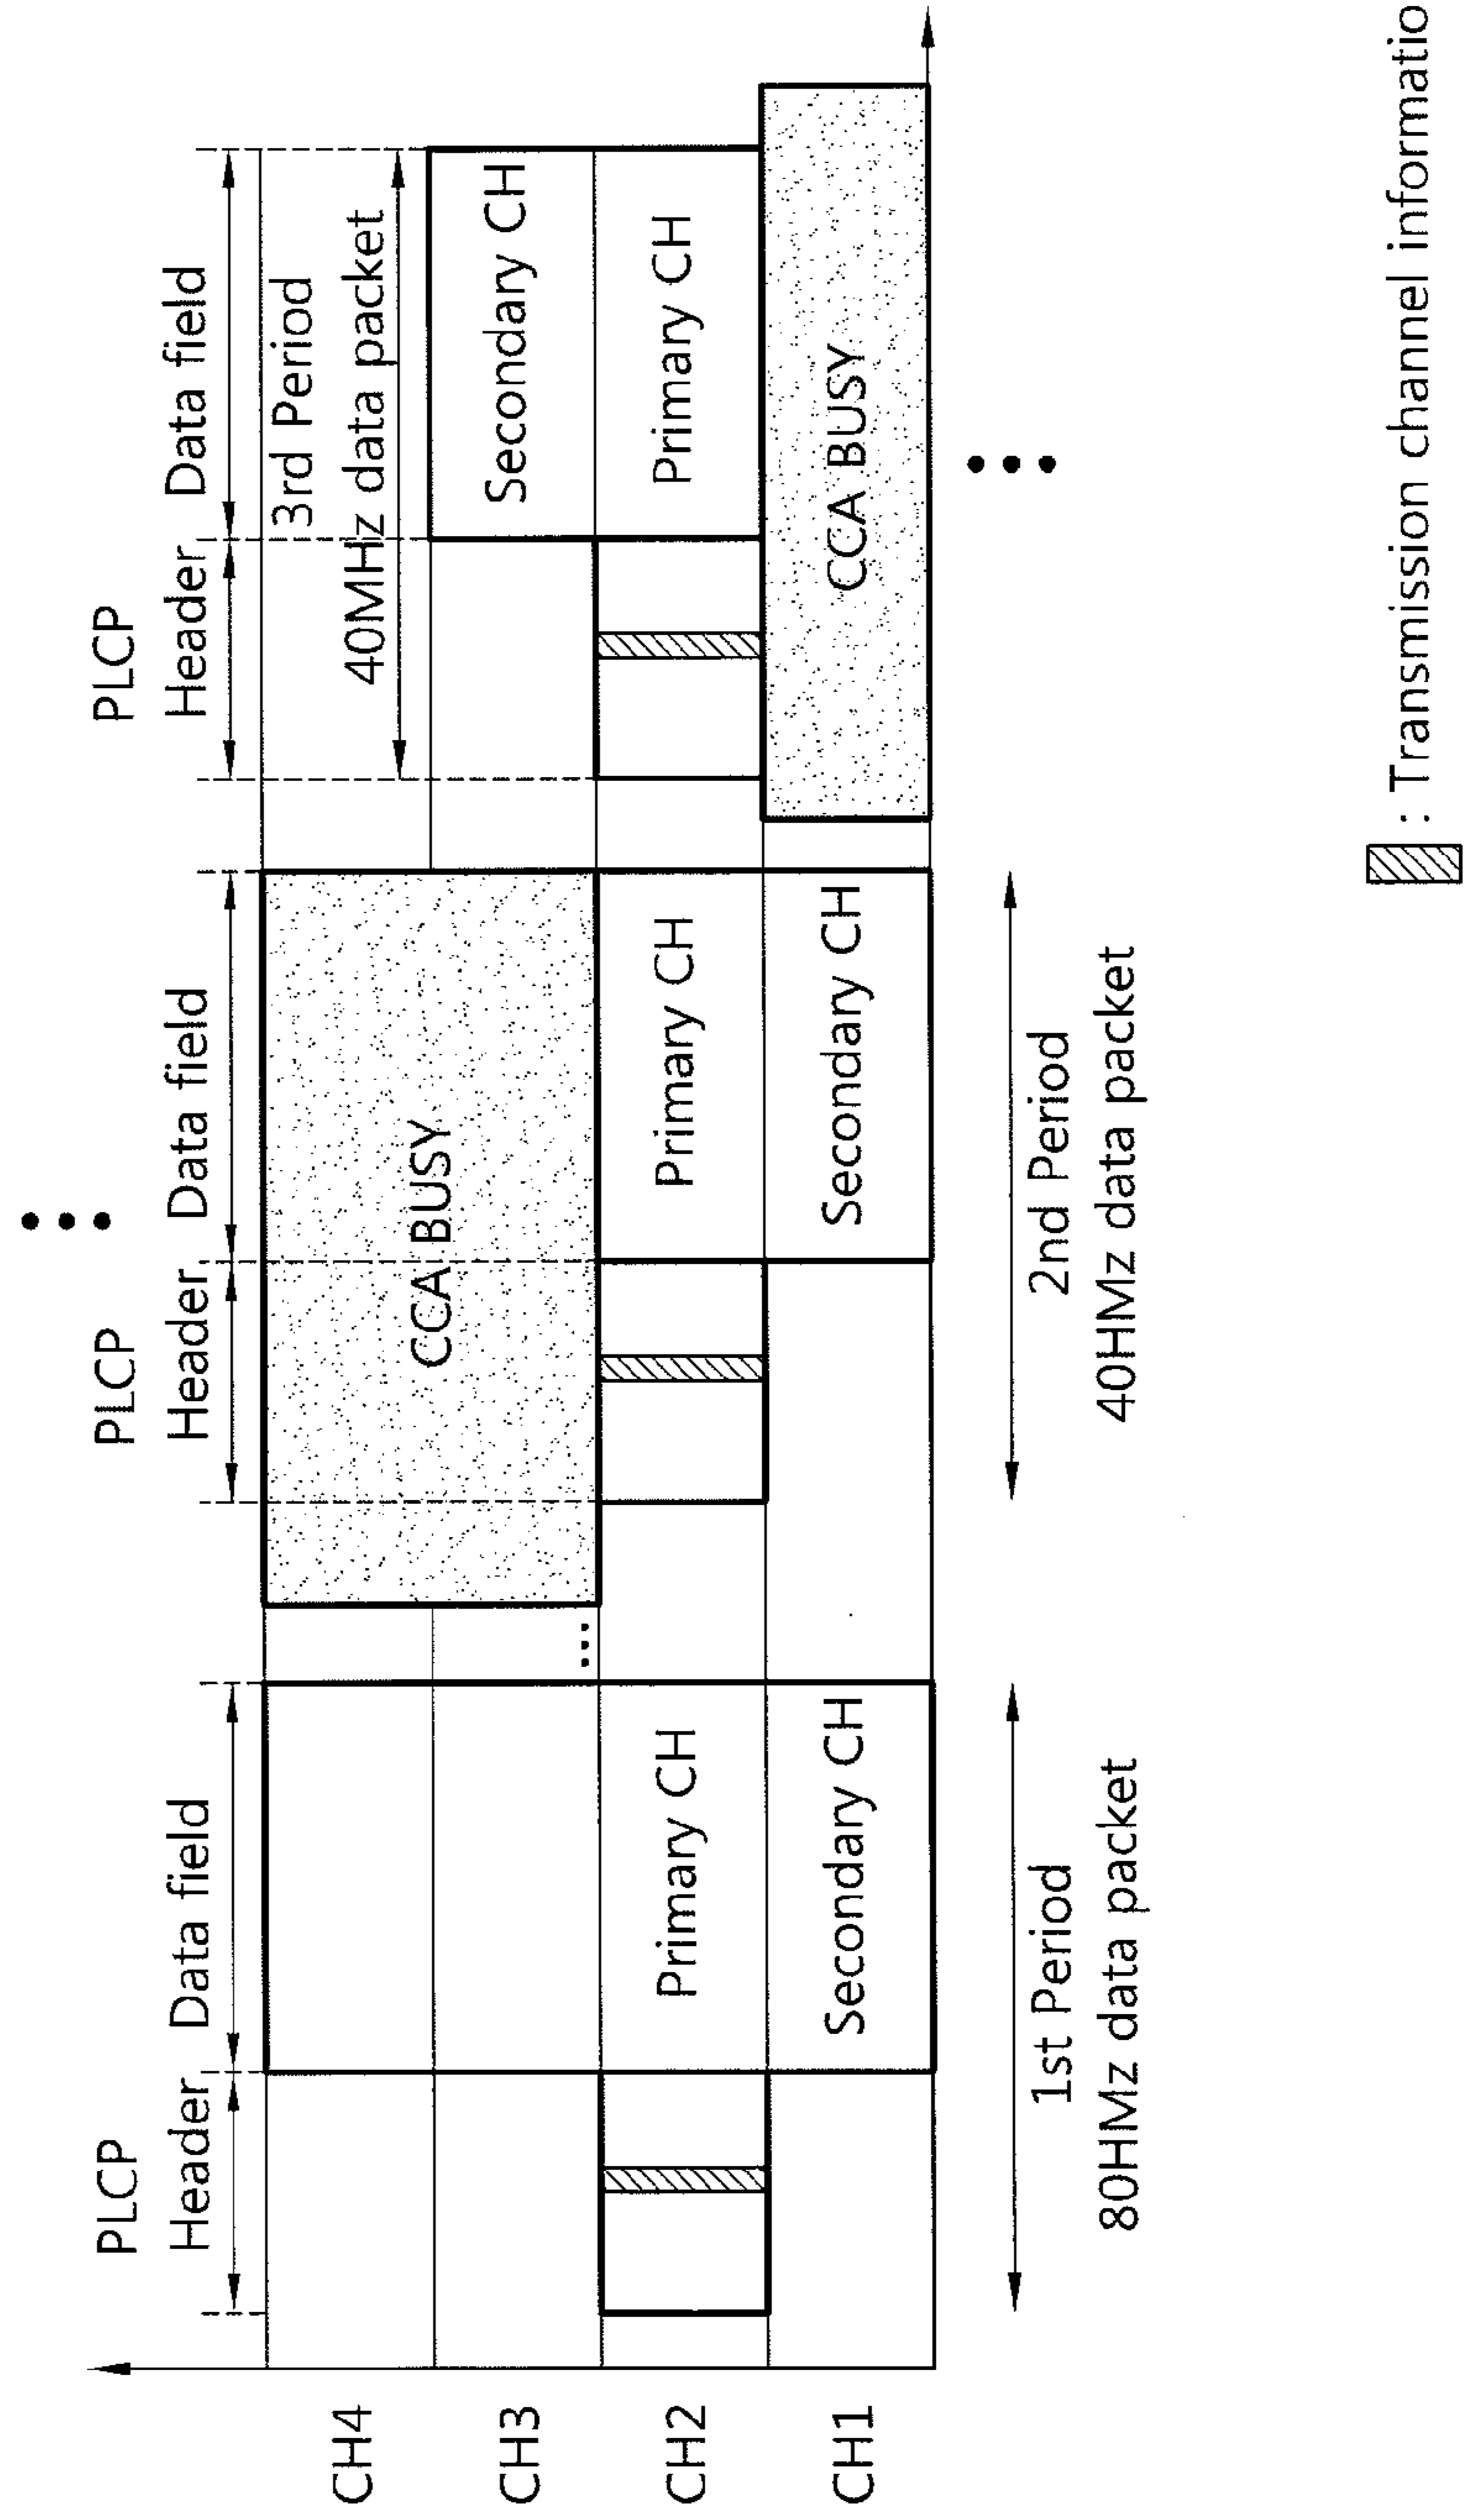 PLCP
Header
Data field
PLCP
Header
Data field
PLCP
Header
Data field
3rd Period
40MHz data packet
CH4
CH3
CH2
CH1
Primary CH
Secondary CH
CCA BUSY
Primary CH
Secondary CH
Secondary CH
Primary CH
CCA BUSY
1st Period
80HMz data packet
2nd Period
40HMz data packet
: Transmission channel informatio